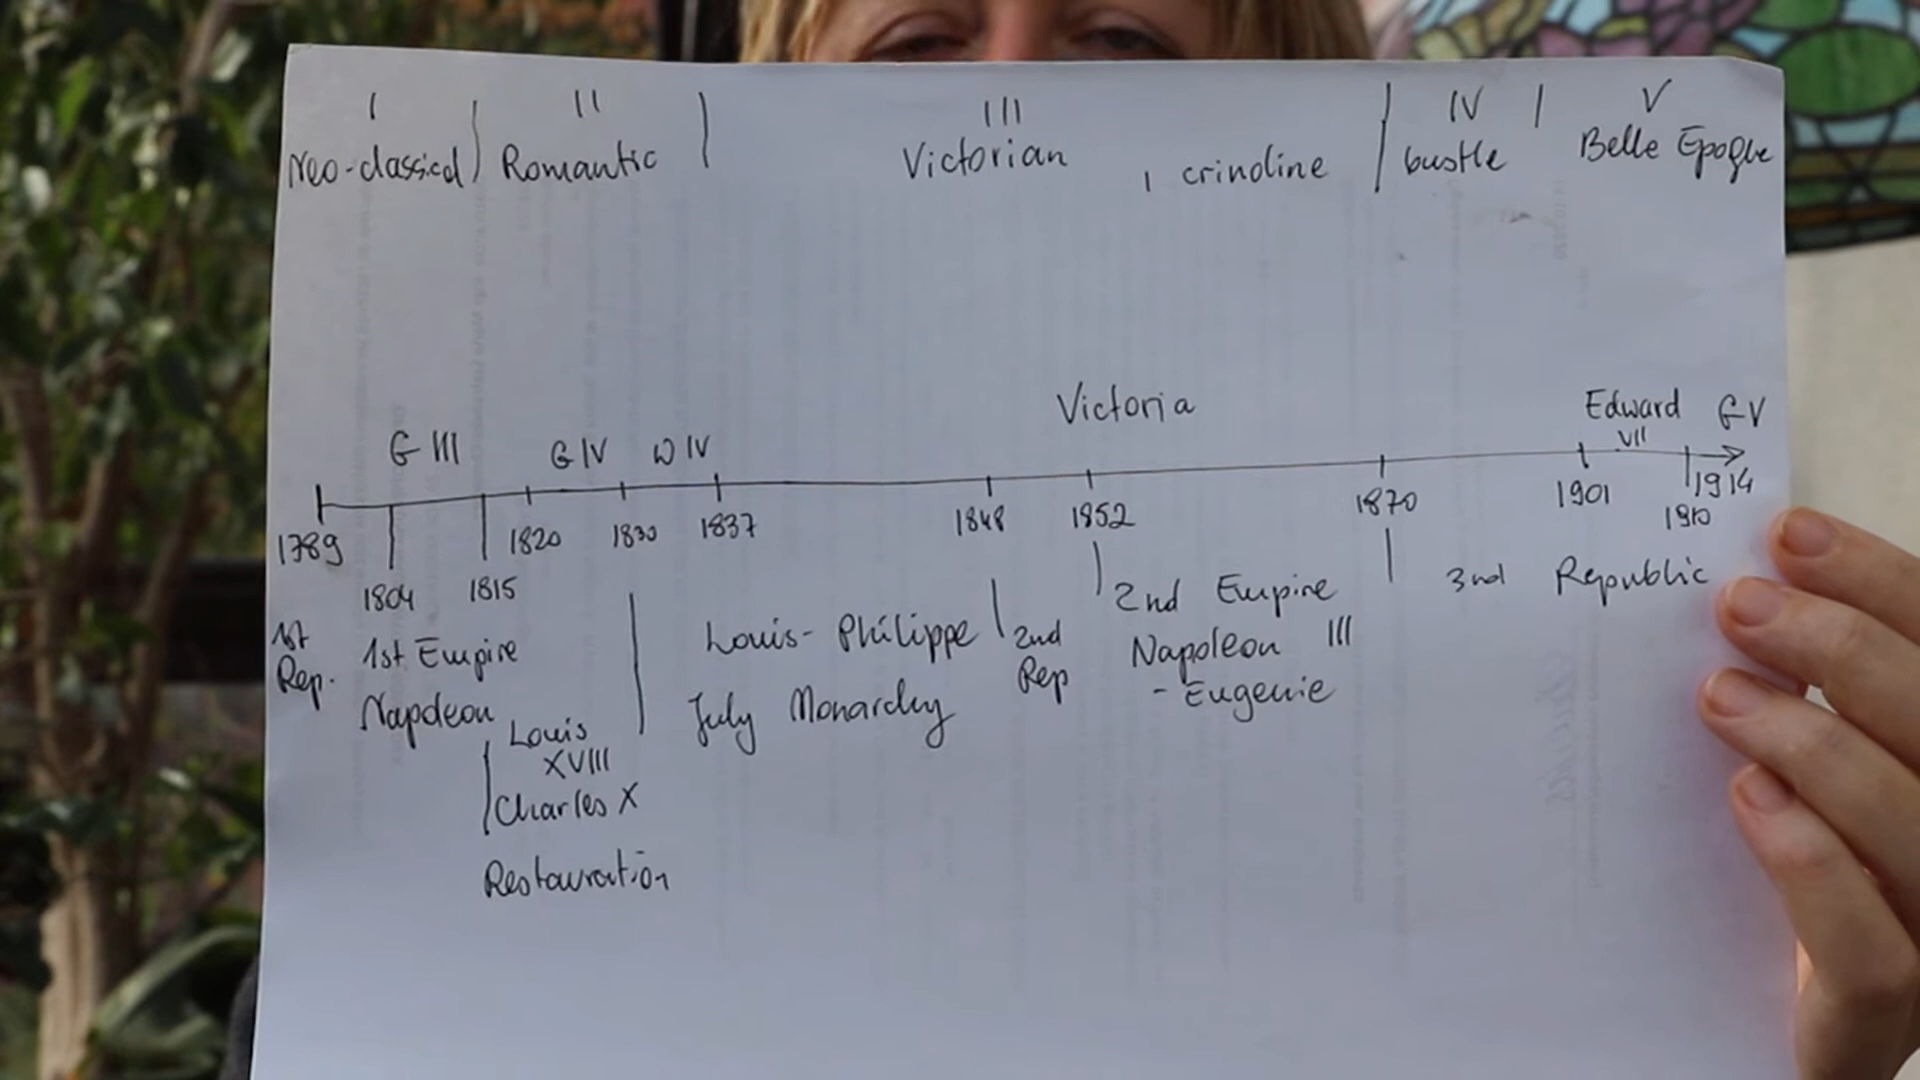 I II III IV V
Neo-classical Romantic Victorian crinoline bustle Belle Epoque
Victoria Edward VII G V
G III G IV W IV
1789 1804 1815 1820 1830 1837 1848 1852 1870 1901 1910 1914
1st Rep.
1st Empire
Napoleon
Louis XVIII
Charles X
Restauration
Louis-Philippe
July Monarchy
2nd Rep
2nd Empire
Napoleon III
- Eugenie
3rd Republic